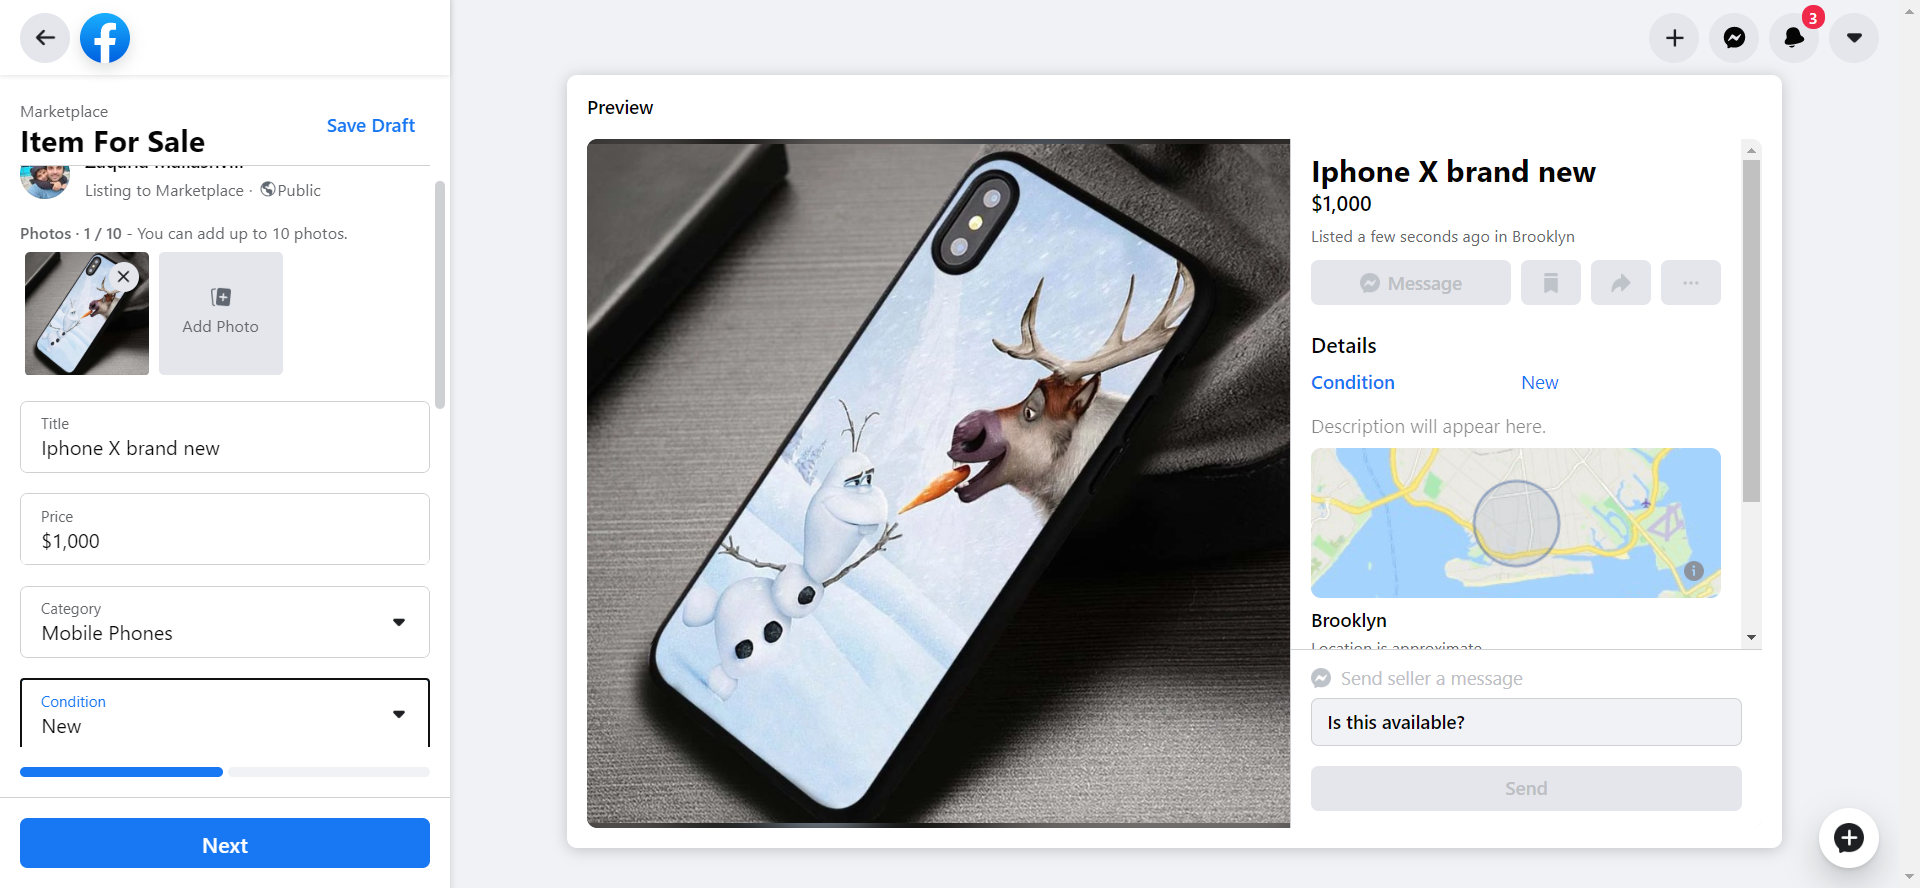 Marketplace
Item For Sale
Save Draft
Listing to Marketplace · Public
Photos · 1 / 10 - You can add up to 10 photos.
Add Photo
Title
Iphone X brand new
Price
$1,000
Category
Mobile Phones
Condition
New
Next
3
Preview
Iphone X brand new
$1,000
Listed a few seconds ago in Brooklyn
Message
Details
Condition New
Description will appear here.
Brooklyn
Location is approximate
Send seller a message
Is this available?
Send